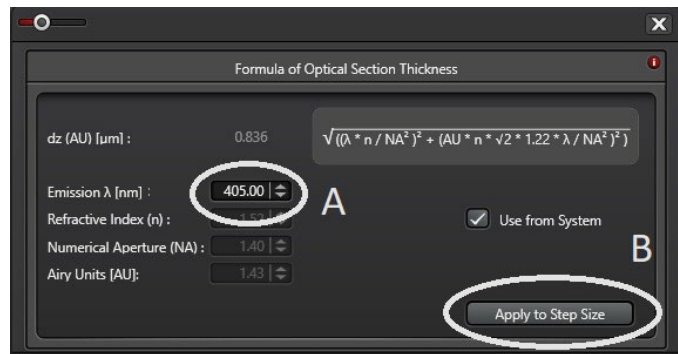 Formula of Optical Section Thickness
dz (AU) [µm] : 0.836 √((λ * n / NA²)² + (AU * n * √2 * 1.22 * λ / NA²)²)
Emission λ [nm] : 405.00 A
Refractive Index (n) : 1.52 Use from System
Numerical Aperture (NA) : 1.40 B
Airy Units [AU]: 1.43
Apply to Step Size